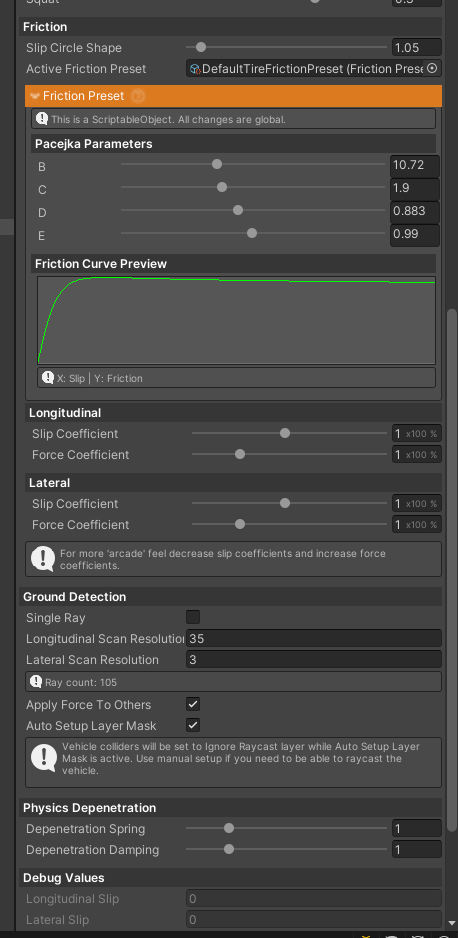 Squat 0.3
Friction
Slip Circle Shape 1.05
Active Friction Preset DefaultTireFrictionPreset (Friction Prese
Friction Preset
This is a ScriptableObject. All changes are global.
Pacejka Parameters
B 10.72
C 1.9
D 0.883
E 0.99
Friction Curve Preview
X: Slip | Y: Friction
Longitudinal
Slip Coefficient 1 x100 %
Force Coefficient 1 x100 %
Lateral
Slip Coefficient 1 x100 %
Force Coefficient 1 x100 %
For more 'arcade' feel decrease slip coefficients and increase force
coefficients.
Ground Detection
Single Ray
Longitudinal Scan Resolution 35
Lateral Scan Resolution 3
Ray count: 105
Apply Force To Others
Auto Setup Layer Mask
Vehicle colliders will be set to Ignore Raycast layer while Auto Setup Layer
Mask is active. Use manual setup if you need to be able to raycast the
vehicle.
Physics Depenetration
Depenetration Spring 1
Depenetration Damping 1
Debug Values
Longitudinal Slip 0
Lateral Slip 0